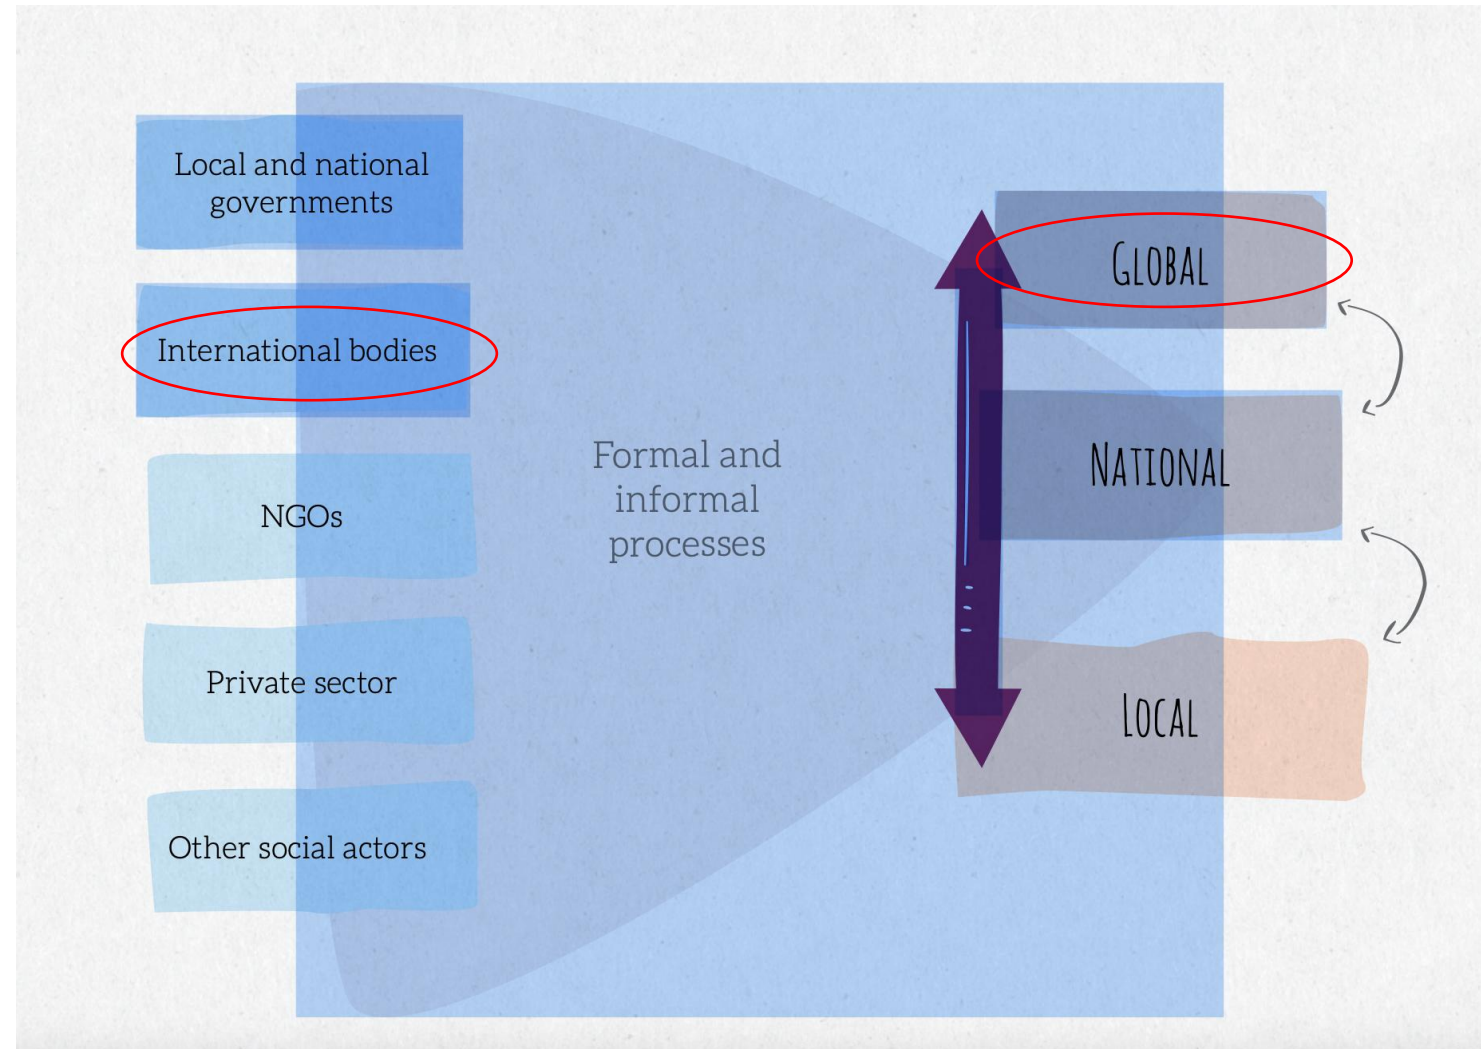 Local and national
governments
International bodies
NGOs
Private sector
Other social actors
Formal and
informal
processes
GLOBAL
NATIONAL
LOCAL